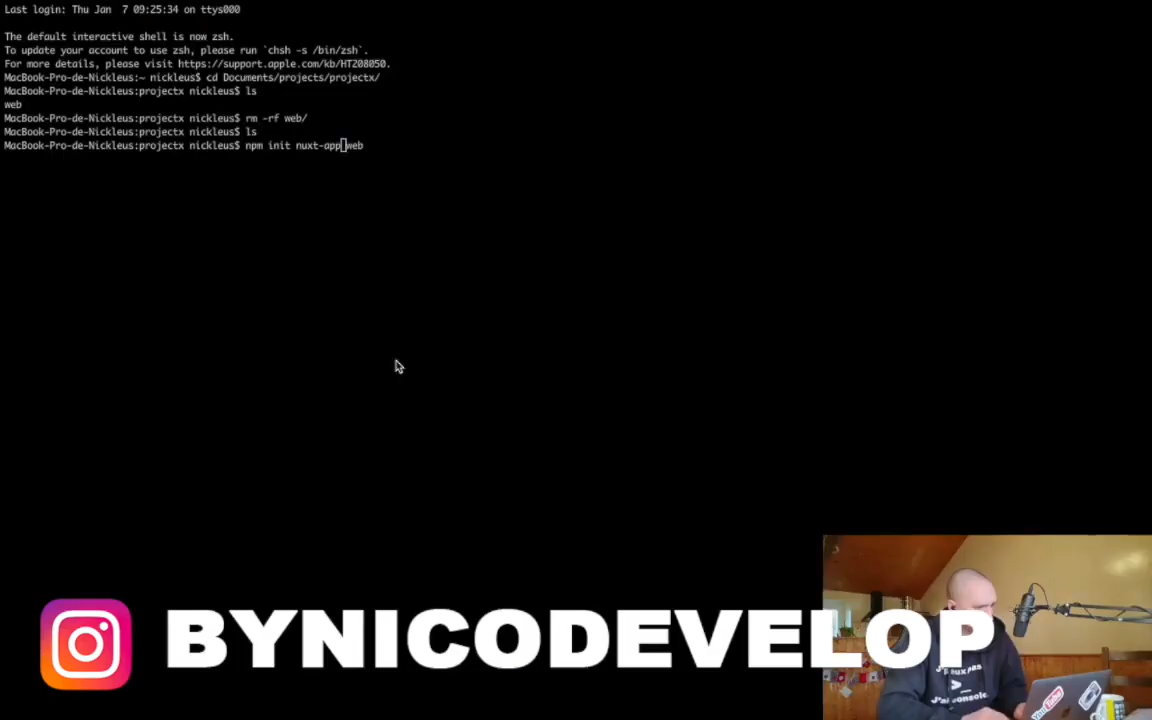 Last login: Thu Jan  7 09:25:34 on ttys000
The default interactive shell is now zsh.
To update your account to use zsh, please run `chsh -s /bin/zsh`.
For more details, please visit https://support.apple.com/kb/HT208050.
MacBook-Pro-de-Nickleus:~ nickleus$ cd Documents/projects/projectx/
MacBook-Pro-de-Nickleus:projectx nickleus$ ls
web
MacBook-Pro-de-Nickleus:projectx nickleus$ rm -rf web/
MacBook-Pro-de-Nickleus:projectx nickleus$ ls
MacBook-Pro-de-Nickleus:projectx nickleus$ npm init nuxt-app web
BYNICODEVELOP
J'ai console.
YouTube